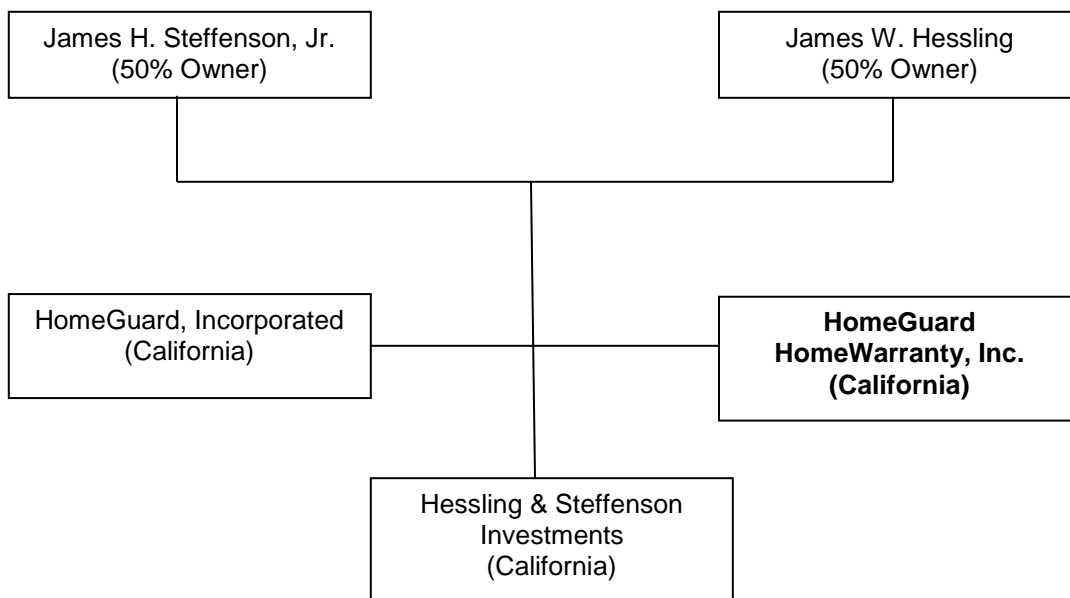 James H. Steffenson, Jr.
(50% Owner)
James W. Hessling
(50% Owner)
HomeGuard, Incorporated
(California)
HomeGuard
HomeWarranty, Inc.
(California)
Hessling & Steffenson
Investments
(California)